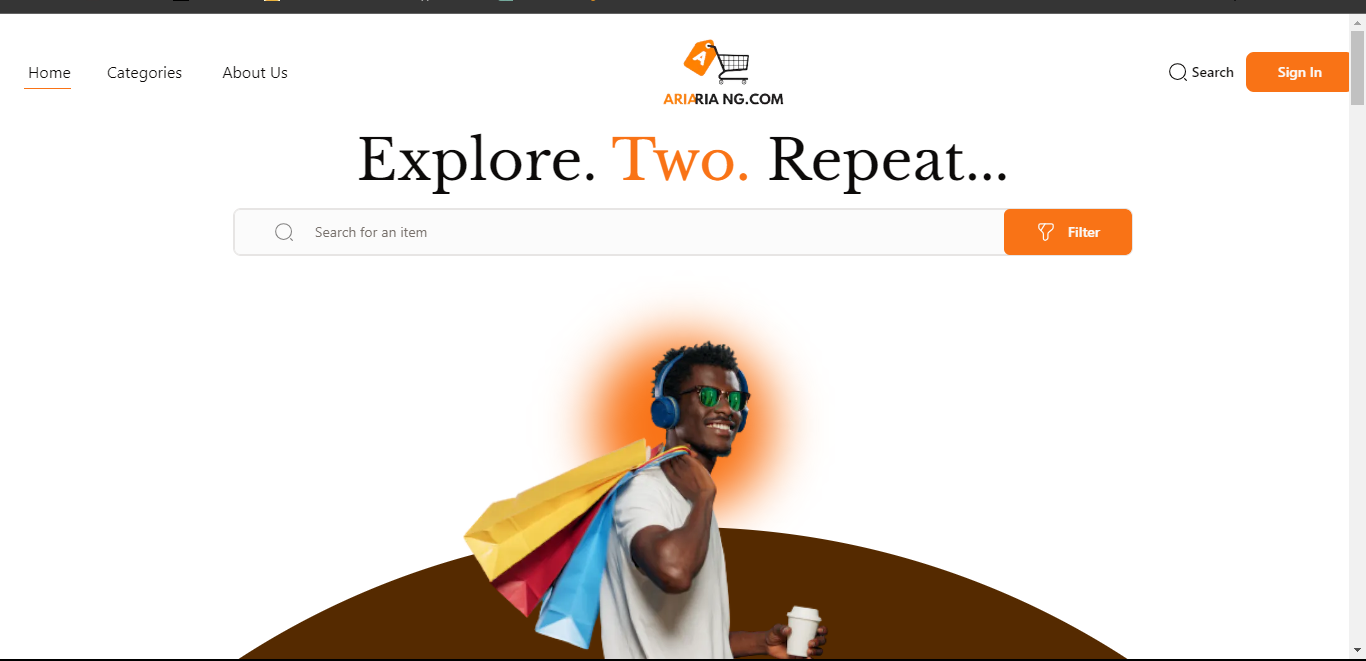 Home
Categories
About Us
A
ARIARIA NG.COM
Search
Sign In
Explore. Two. Repeat...
Search for an item
Filter